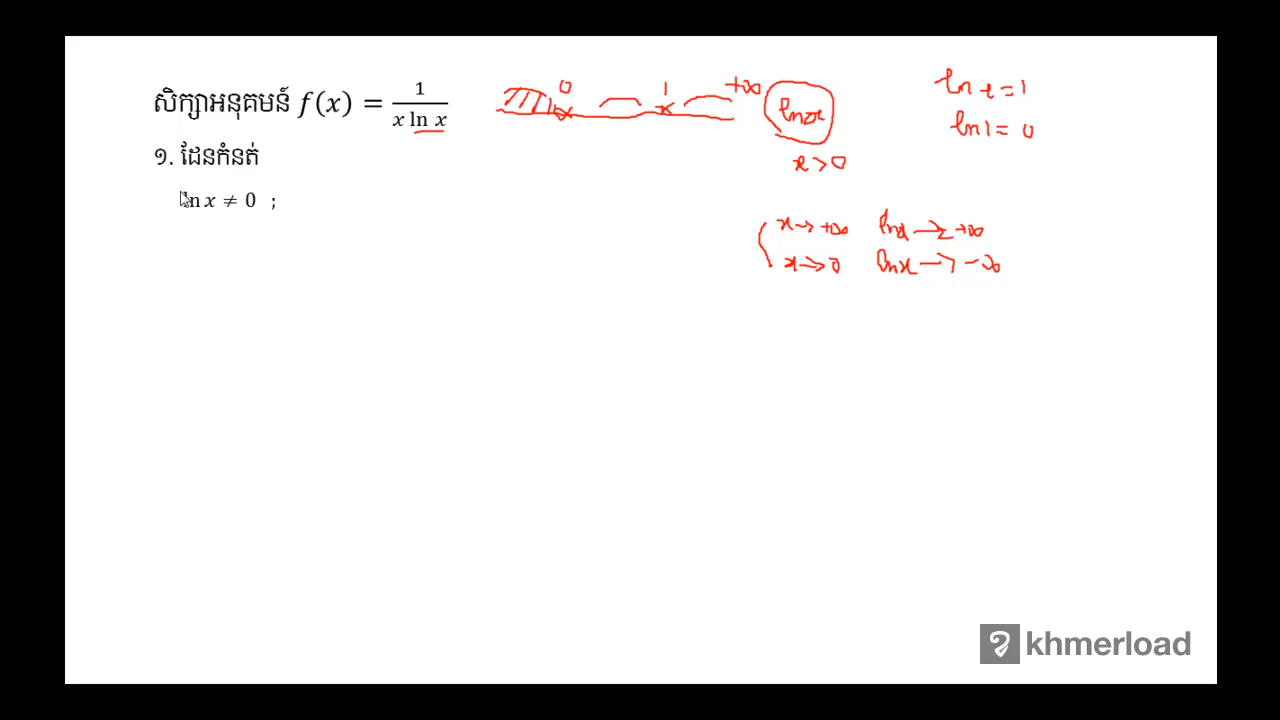 សិក្សាអនុគមន៍ f(x) = 1 / (x ln x)
0 1 +∞
ln x
x > 0
ln e = 1
ln 1 = 0
១. ដែនកំនត់
ln x ≠ 0 ;
x → +∞ ln x → +∞
x → 0 ln x → -∞
khmerload